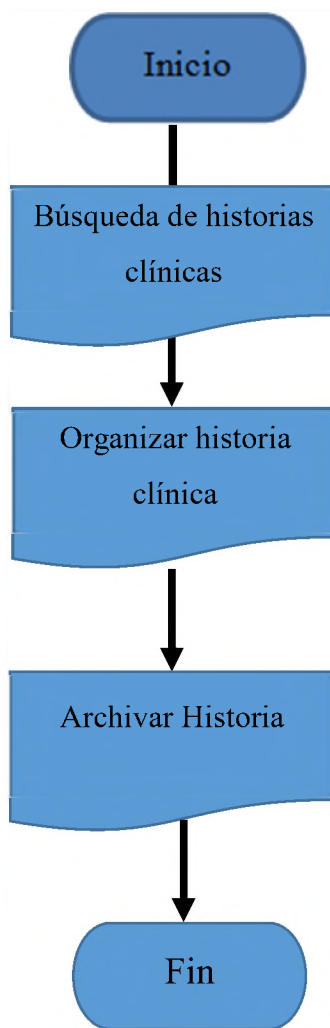 Inicio
Búsqueda de historias
clínicas
Organizar historia
clínica
Archivar Historia
Fin